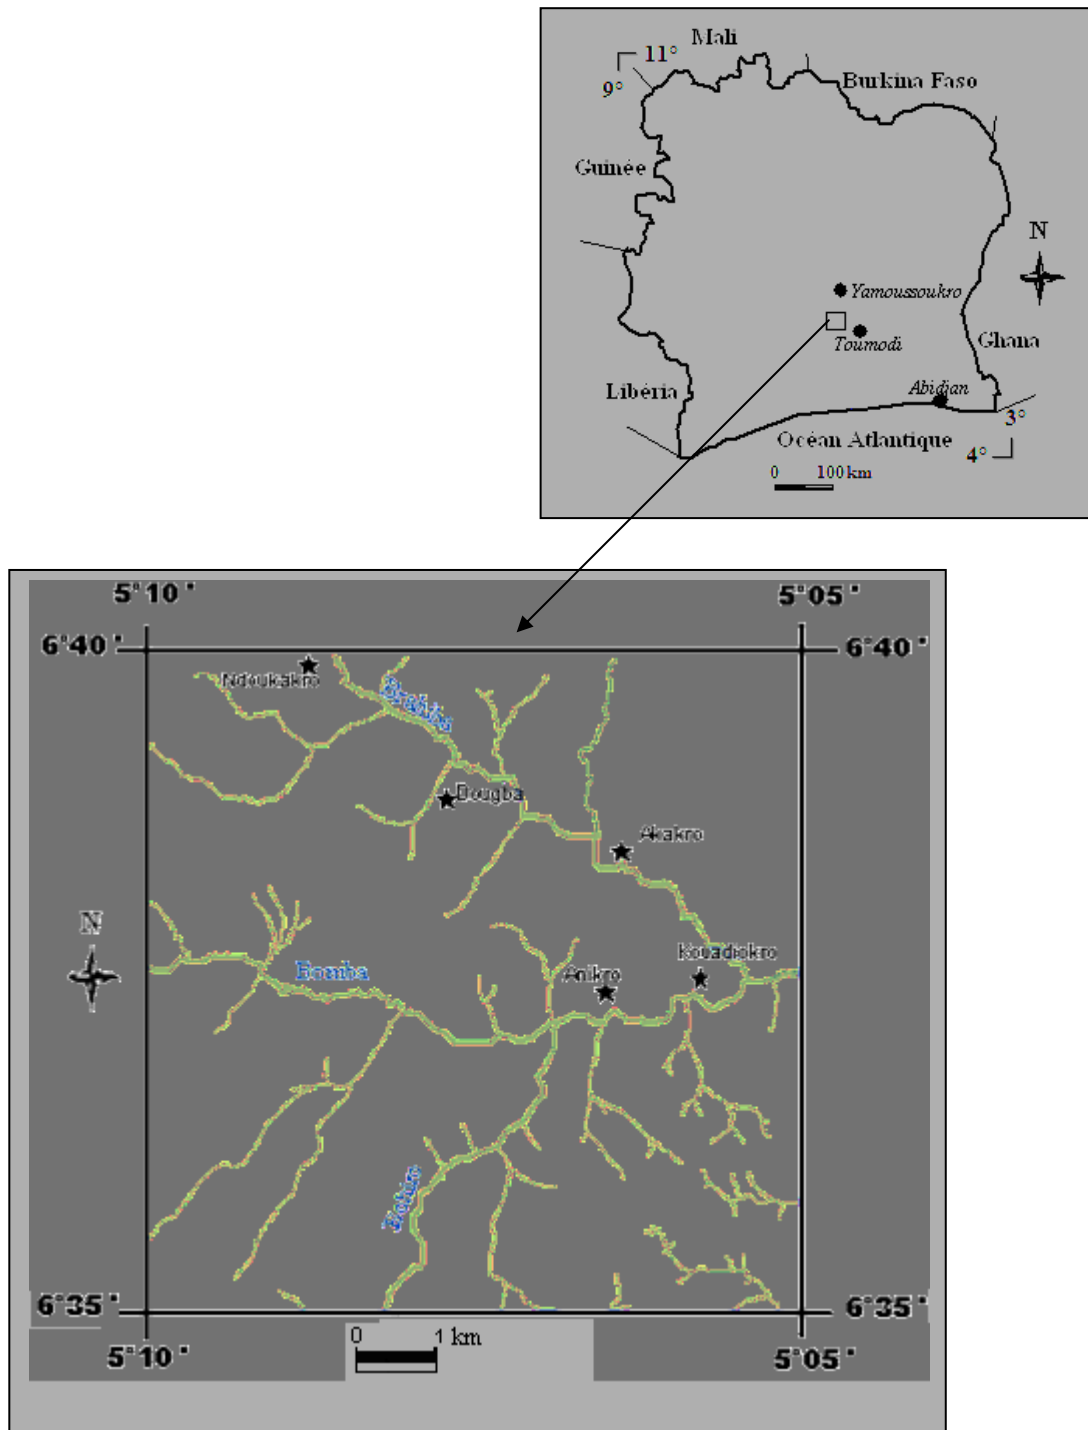 Mali
11°
9°
Burkina Faso
Guinée
N
Yamoussoukro
Toumodi
Ghana
Libéria
Abidjan
3°
Océan Atlantique
4°
0 100 km
5°10'
5°05'
6°40'
6°40'
Ndoukakro
Dougba
Akakro
N
Kouadiokro
Anikro
Bomba
6°35'
6°35'
0 1 km
5°10'
5°05'